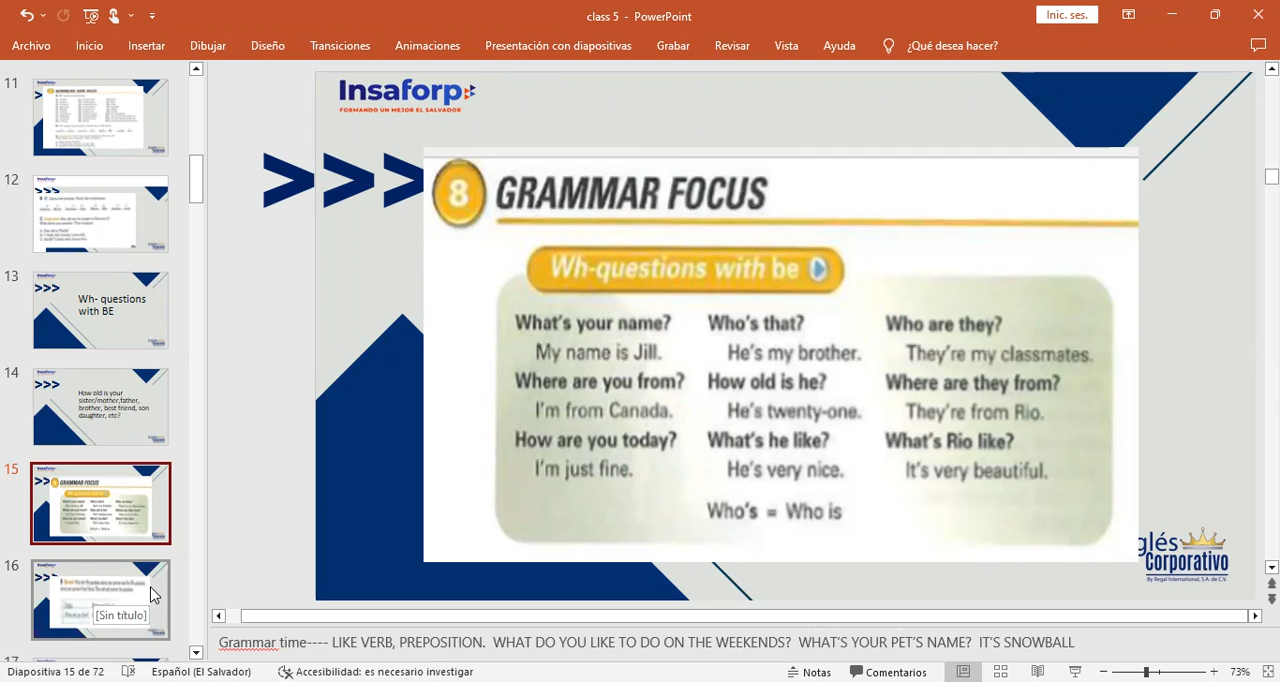 class 5 - PowerPoint
Inic. ses.
Archivo Inicio Insertar Dibujar Diseño Transiciones Animaciones Presentación con diapositivas Grabar Revisar Vista Ayuda ¿Qué desea hacer?
11
12
13
Wh- questions
with BE
14
How old is your
sister/mother,father,
brother, best friend, son
daughter, etc?
15
GRAMMAR FOCUS
16
[Sin título]
17
Insaforp
FORMANDO UN MEJOR EL SALVADOR
>>>
8 GRAMMAR FOCUS
Wh-questions with be
What's your name? Who's that? Who are they?
My name is Jill. He's my brother. They're my classmates.
Where are you from? How old is he? Where are they from?
I'm from Canada. He's twenty-one. They're from Rio.
How are you today? What's he like? What's Rio like?
I'm just fine. He's very nice. It's very beautiful.
Who's = Who is
glés
Corporativo
By Regal International, S.A. de C.V.
Grammar time---- LIKE VERB, PREPOSITION. WHAT DO YOU LIKE TO DO ON THE WEEKENDS? WHAT'S YOUR PET'S NAME? IT'S SNOWBALL
Diapositiva 15 de 72 Español (El Salvador) Accesibilidad: es necesario investigar Notas Comentarios 73%